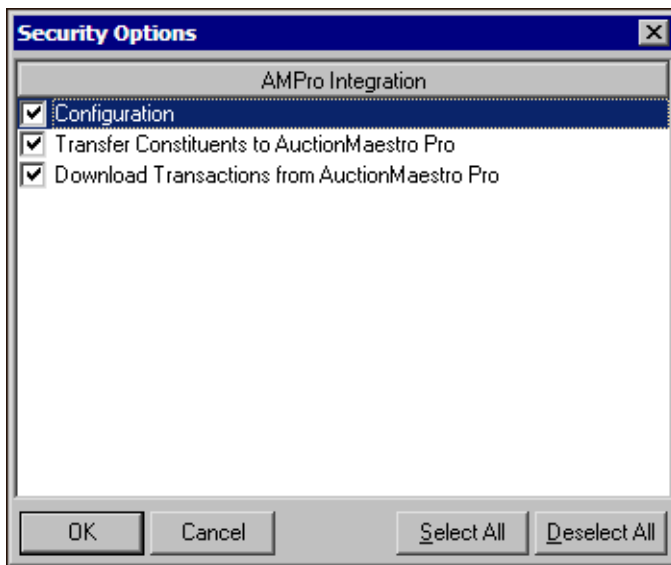 Security Options
AMPro Integration
Configuration
Transfer Constituents to AuctionMaestro Pro
Download Transactions from AuctionMaestro Pro
OK Cancel Select All Deselect All